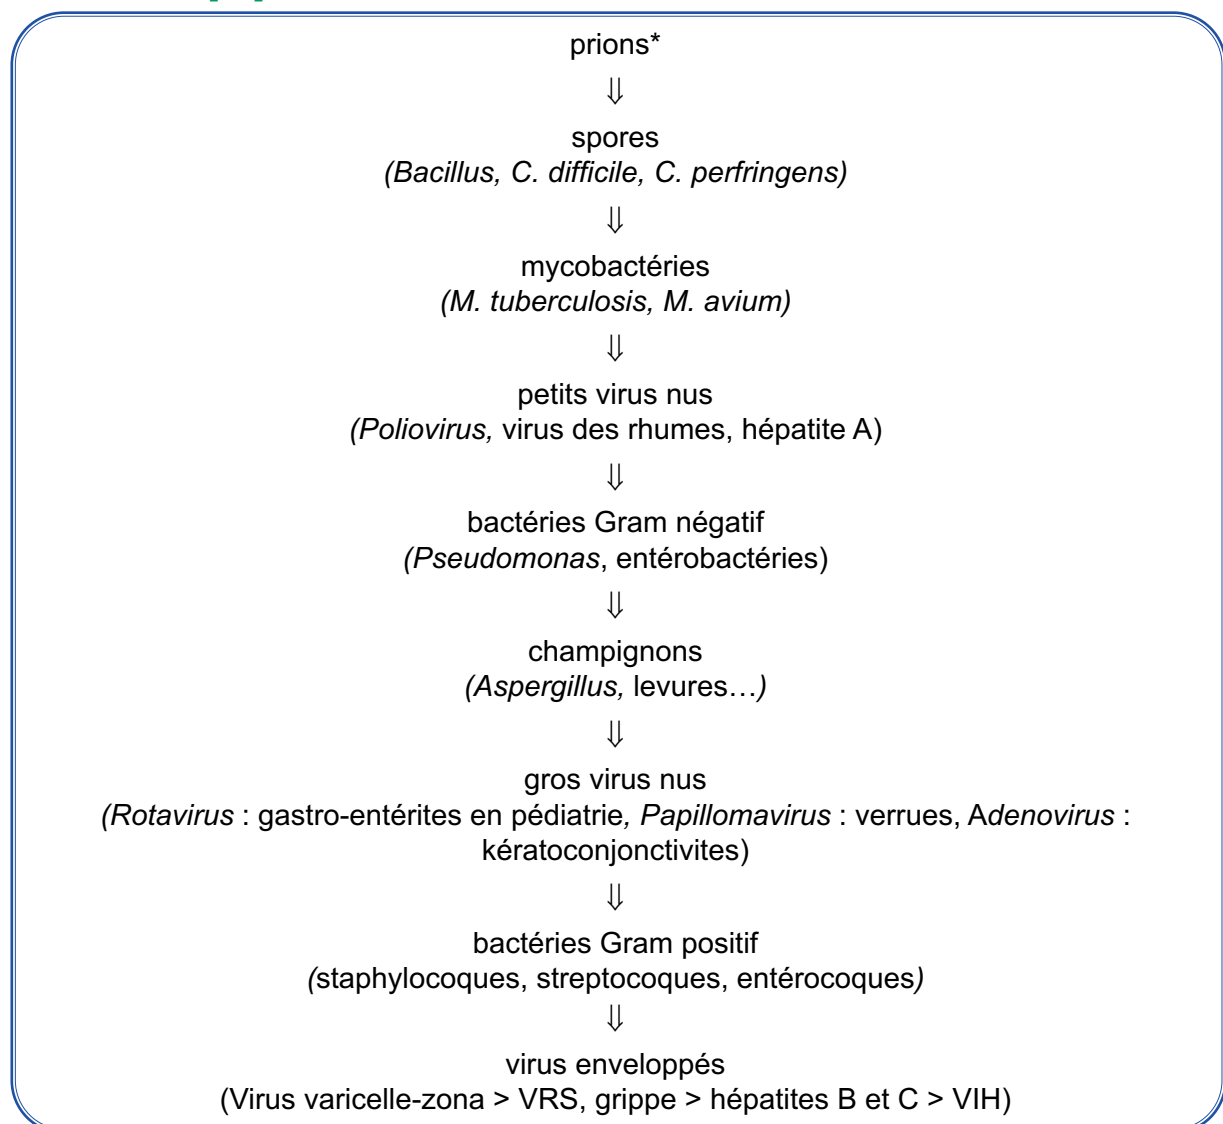 prions*
⇓
spores
(Bacillus, C. difficile, C. perfringens)
⇓
mycobactéries
(M. tuberculosis, M. avium)
⇓
petits virus nus
(Poliovirus, virus des rhumes, hépatite A)
⇓
bactéries Gram négatif
(Pseudomonas, entérobactéries)
⇓
champignons
(Aspergillus, levures…)
⇓
gros virus nus
(Rotavirus : gastro-entérites en pédiatrie, Papillomavirus : verrues, Adenovirus :
kératoconjonctivites)
⇓
bactéries Gram positif
(staphylocoques, streptocoques, entérocoques)
⇓
virus enveloppés
(Virus varicelle-zona > VRS, grippe > hépatites B et C > VIH)